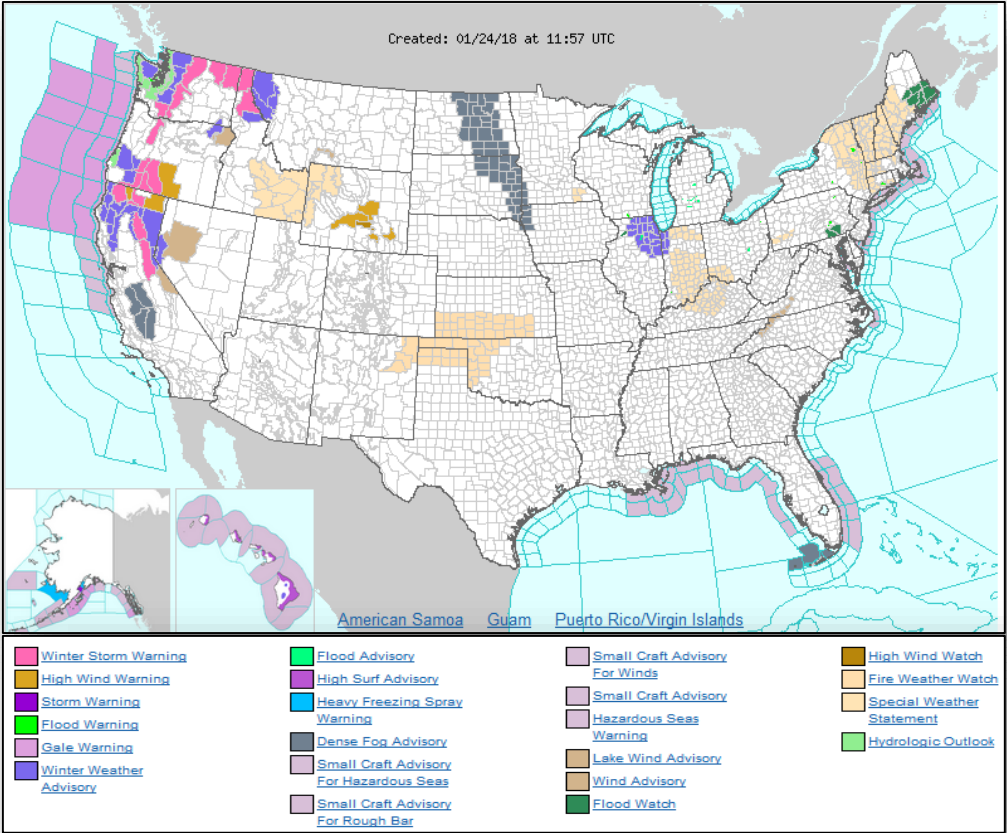 Created: 01/24/18 at 11:57 UTC
American Samoa Guam Puerto Rico/Virgin Islands
Winter Storm Warning
High Wind Warning
Storm Warning
Flood Warning
Gale Warning
Winter Weather
Advisory
Flood Advisory
High Surf Advisory
Heavy Freezing Spray
Warning
Dense Fog Advisory
Small Craft Advisory
For Hazardous Seas
Small Craft Advisory
For Rough Bar
Small Craft Advisory
For Winds
Small Craft Advisory
Hazardous Seas
Warning
Lake Wind Advisory
Wind Advisory
Flood Watch
High Wind Watch
Fire Weather Watch
Special Weather
Statement
Hydrologic Outlook